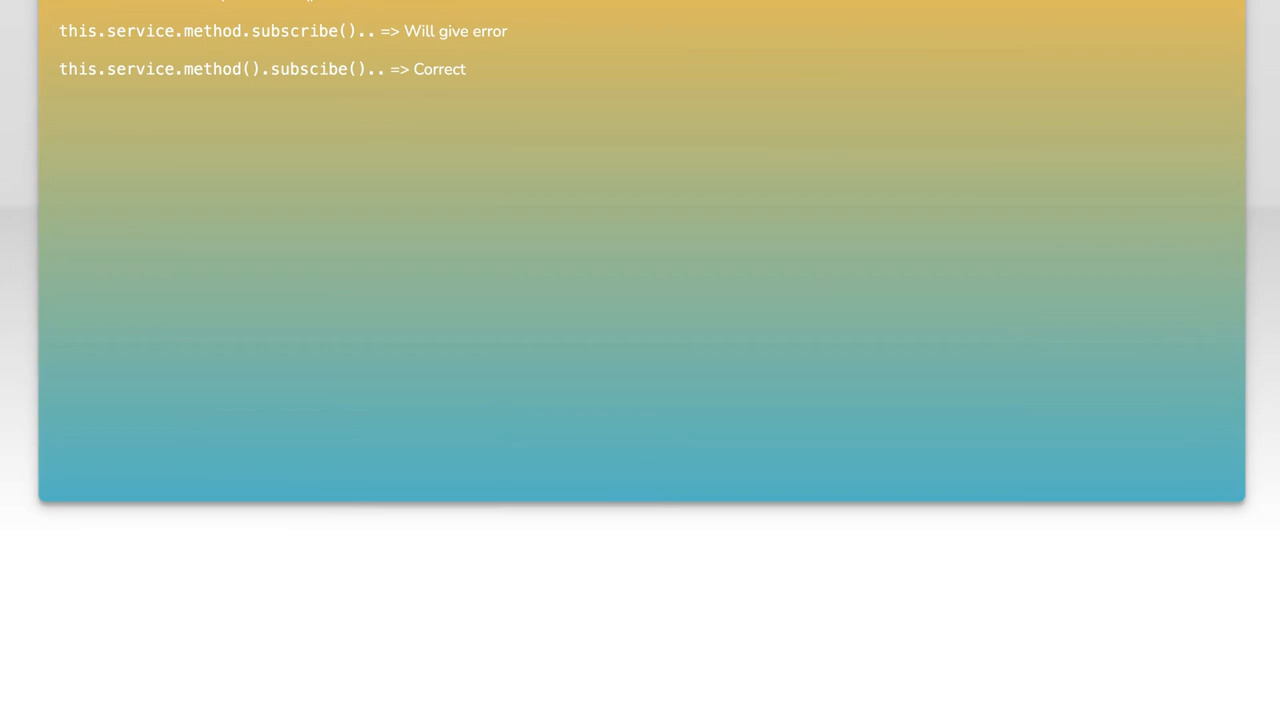 this.service.method.subscribe().. => Will give error
this.service.method().subscibe().. => Correct